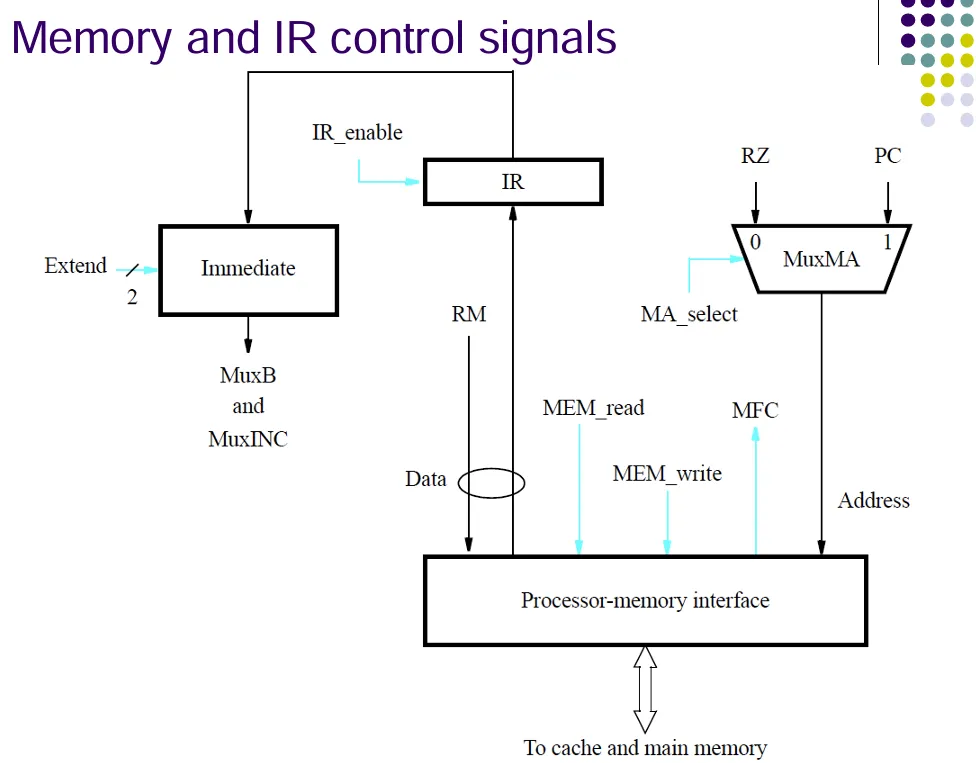 Memory and IR control signals
IR_enable
RZ
PC
IR
0
1
MuxMA
Extend
2
Immediate
RM
MA_select
MuxB
and
MuxINC
MEM_read
MFC
Data
MEM_write
Address
Processor-memory interface
To cache and main memory